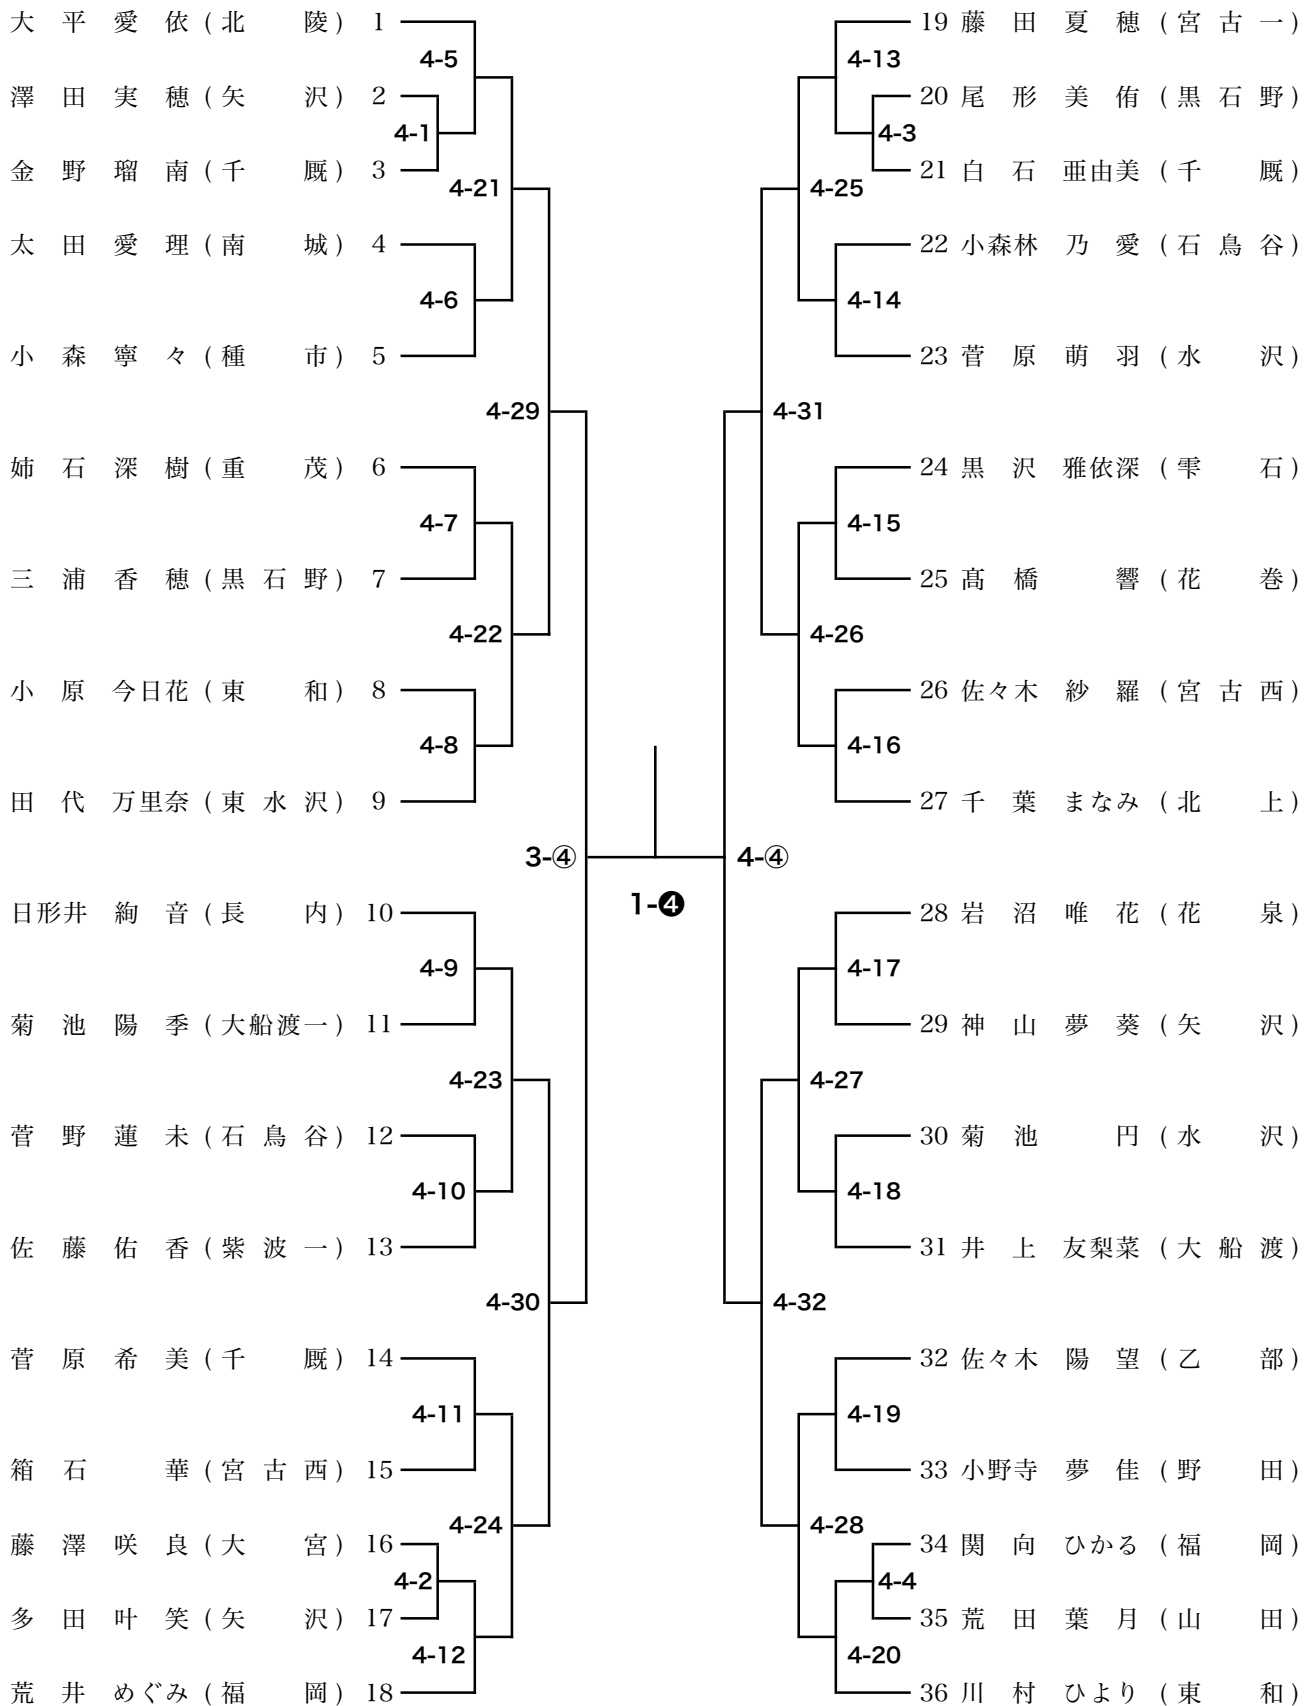 大平愛依(北陵) 1
4-5
澤田実穂(矢沢) 2
4-1
金野瑠南(千厩) 3
4-21
太田愛理(南城) 4
4-6
小森寧々(種市) 5
4-29
姉石深樹(重茂) 6
4-7
三浦香穂(黒石野) 7
4-22
小原今日花(東和) 8
4-8
田代万里奈(東水沢) 9
3-④
1-❹
日形井絢音(長内) 10
4-9
菊池陽季(大船渡一) 11
4-23
菅野蓮未(石鳥谷) 12
4-10
佐藤佑香(紫波一) 13
4-30
菅原希美(千厩) 14
4-11
箱石華(宮古西) 15
4-24
藤澤咲良(大宮) 16
4-2
多田叶笑(矢沢) 17
4-12
荒井めぐみ(福岡) 18
19 藤田夏穂(宮古一)
4-13
20 尾形美侑(黒石野)
4-3
21 白石亜由美(千厩)
4-25
22 小森林乃愛(石鳥谷)
4-14
23 菅原萌羽(水沢)
4-31
24 黒沢雅依深(雫石)
4-15
25 髙橋響(花巻)
4-26
26 佐々木紗羅(宮古西)
4-16
27 千葉まなみ(北上)
4-④
28 岩沼唯花(花泉)
4-17
29 神山夢葵(矢沢)
4-27
30 菊池円(水沢)
4-18
31 井上友梨菜(大船渡)
4-32
32 佐々木陽望(乙部)
4-19
33 小野寺夢佳(野田)
4-28
34 関向ひかる(福岡)
4-4
35 荒田葉月(山田)
4-20
36 川村ひより(東和)